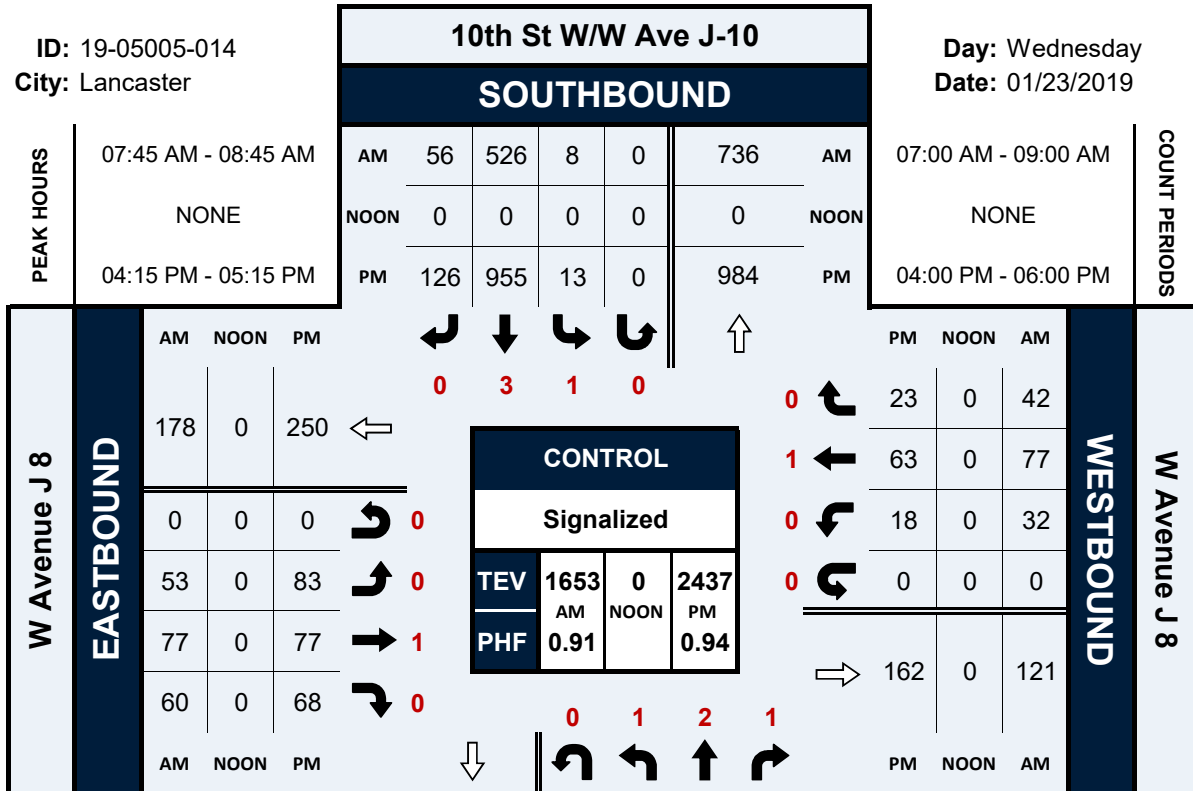 10th St W/W Ave J-10
SOUTHBOUND
ID: 19-05005-014
City: Lancaster
Day: Wednesday
Date: 01/23/2019
PEAK HOURS
07:45 AM - 08:45 AM
NONE
04:15 PM - 05:15 PM
AM 56 526 8 0 736 AM
NOON 0 0 0 0 0 NOON
PM 126 955 13 0 984 PM
07:00 AM - 09:00 AM
NONE
04:00 PM - 06:00 PM
COUNT PERIODS
0 3 1 0
W Avenue J 8
EASTBOUND
AM NOON PM
178 0 250
0 0 0 0
53 0 83 0
77 0 77 1
60 0 68 0
AM NOON PM
CONTROL
Signalized
TEV 1653 0 2437
AM NOON PM
PHF 0.91 0.94
PM NOON AM
0 23 0 42
1 63 0 77
0 18 0 32
0 0 0 0
162 0 121
PM NOON AM
WESTBOUND
W Avenue J 8
0 1 2 1